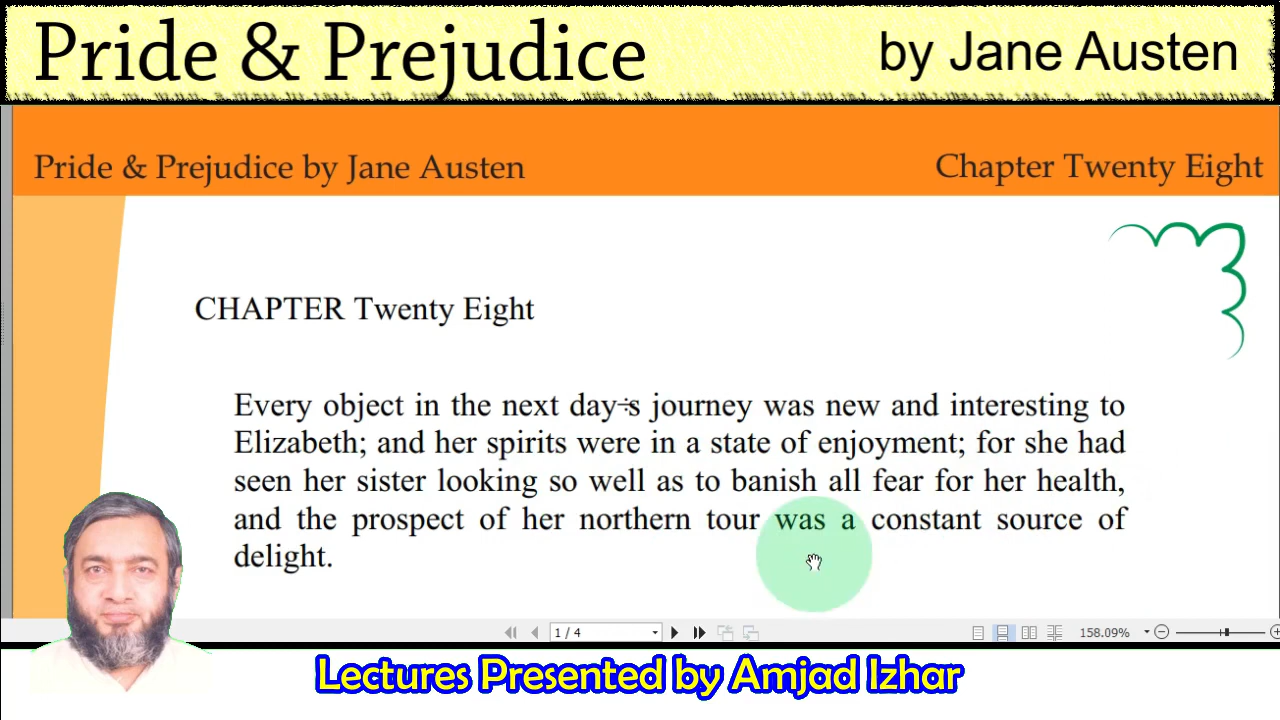 Pride & Prejudice
by Jane Austen
Pride & Prejudice by Jane Austen
Chapter Twenty Eight
CHAPTER Twenty Eight
Every object in the next day÷s journey was new and interesting to
Elizabeth; and her spirits were in a state of enjoyment; for she had
seen her sister looking so well as to banish all fear for her health,
and the prospect of her northern tour was a constant source of
delight.
1 / 4
158.09%
Lectures Presented by Amjad Izhar